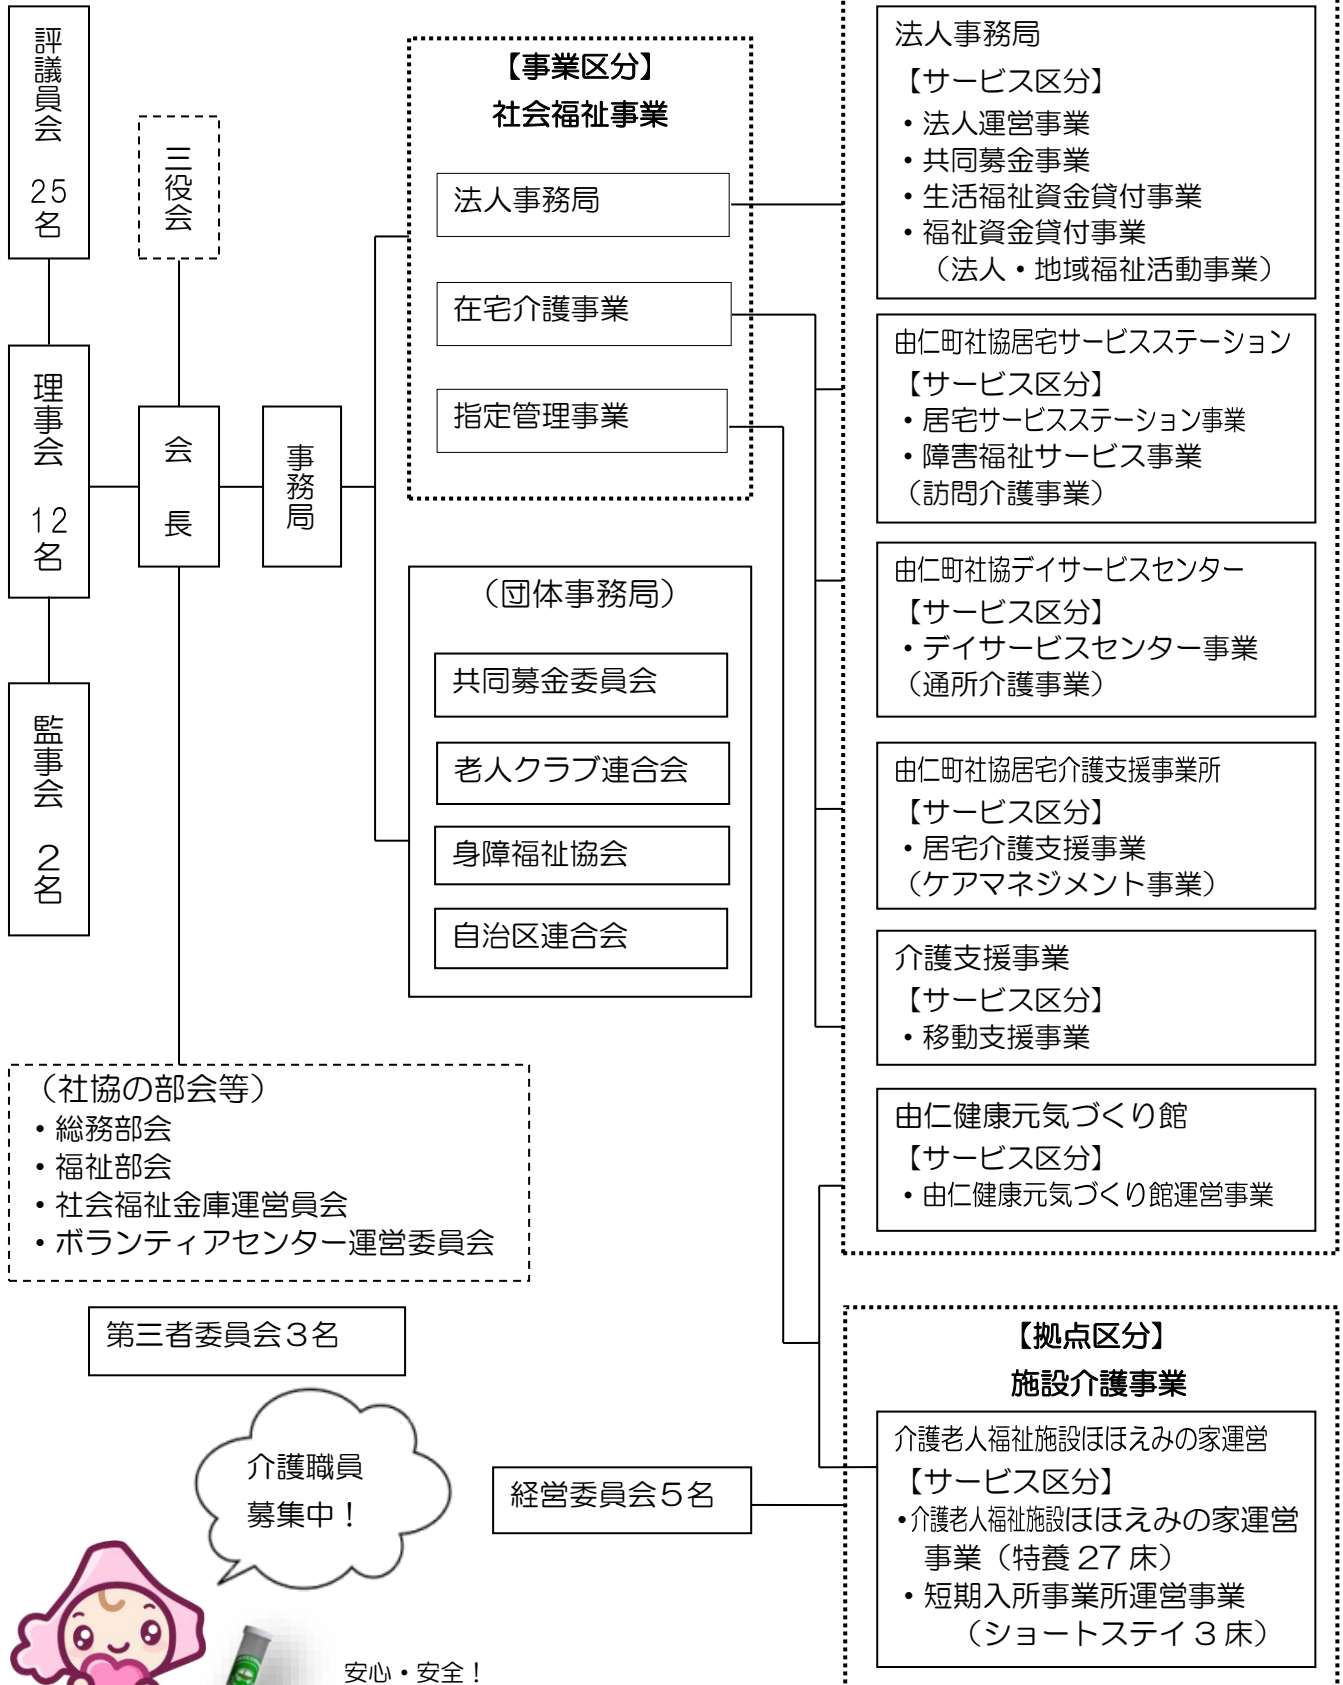 評議員会 25名
理事会 12名
監事会 2名
三役会
会長
事務局
【事業区分】
社会福祉事業
法人事務局
在宅介護事業
指定管理事業
（団体事務局）
共同募金委員会
老人クラブ連合会
身障福祉協会
自治区連合会
（社協の部会等）
・総務部会
・福祉部会
・社会福祉金庫運営員会
・ボランティアセンター運営委員会
第三者委員会３名
介護職員
募集中！
経営委員会５名
安心・安全！
法人事務局
【サービス区分】
・法人運営事業
・共同募金事業
・生活福祉資金貸付事業
・福祉資金貸付事業
（法人・地域福祉活動事業）
由仁町社協居宅サービスステーション
【サービス区分】
・居宅サービスステーション事業
・障害福祉サービス事業
（訪問介護事業）
由仁町社協デイサービスセンター
【サービス区分】
・デイサービスセンター事業
（通所介護事業）
由仁町社協居宅介護支援事業所
【サービス区分】
・居宅介護支援事業
（ケアマネジメント事業）
介護支援事業
【サービス区分】
・移動支援事業
由仁健康元気づくり館
【サービス区分】
・由仁健康元気づくり館運営事業
【拠点区分】
施設介護事業
介護老人福祉施設ほほえみの家運営
【サービス区分】
・介護老人福祉施設ほほえみの家運営
事業（特養 27 床）
・短期入所事業所運営事業
（ショートステイ 3 床）